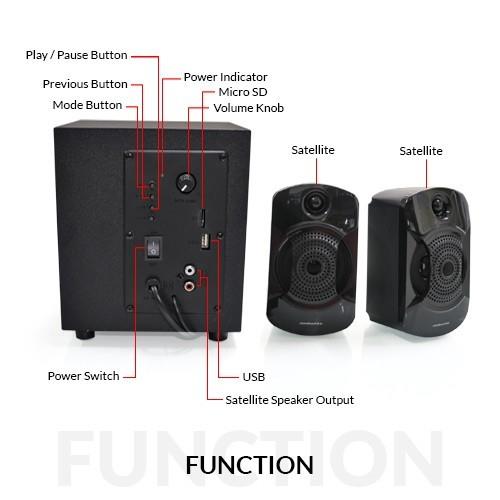 Play / Pause Button
Power Indicator
Previous Button
Micro SD
Mode Button
Volume Knob
Satellite
Satellite
Power Switch
USB
Satellite Speaker Output
FUNCTION
FUNCTION